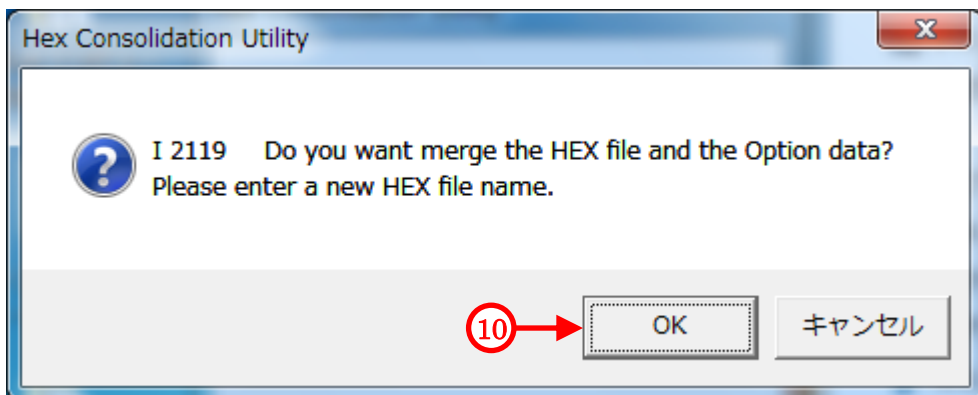 Hex Consolidation Utility
I 2119 Do you want merge the HEX file and the Option data?
Please enter a new HEX file name.
10
OK
キャンセル